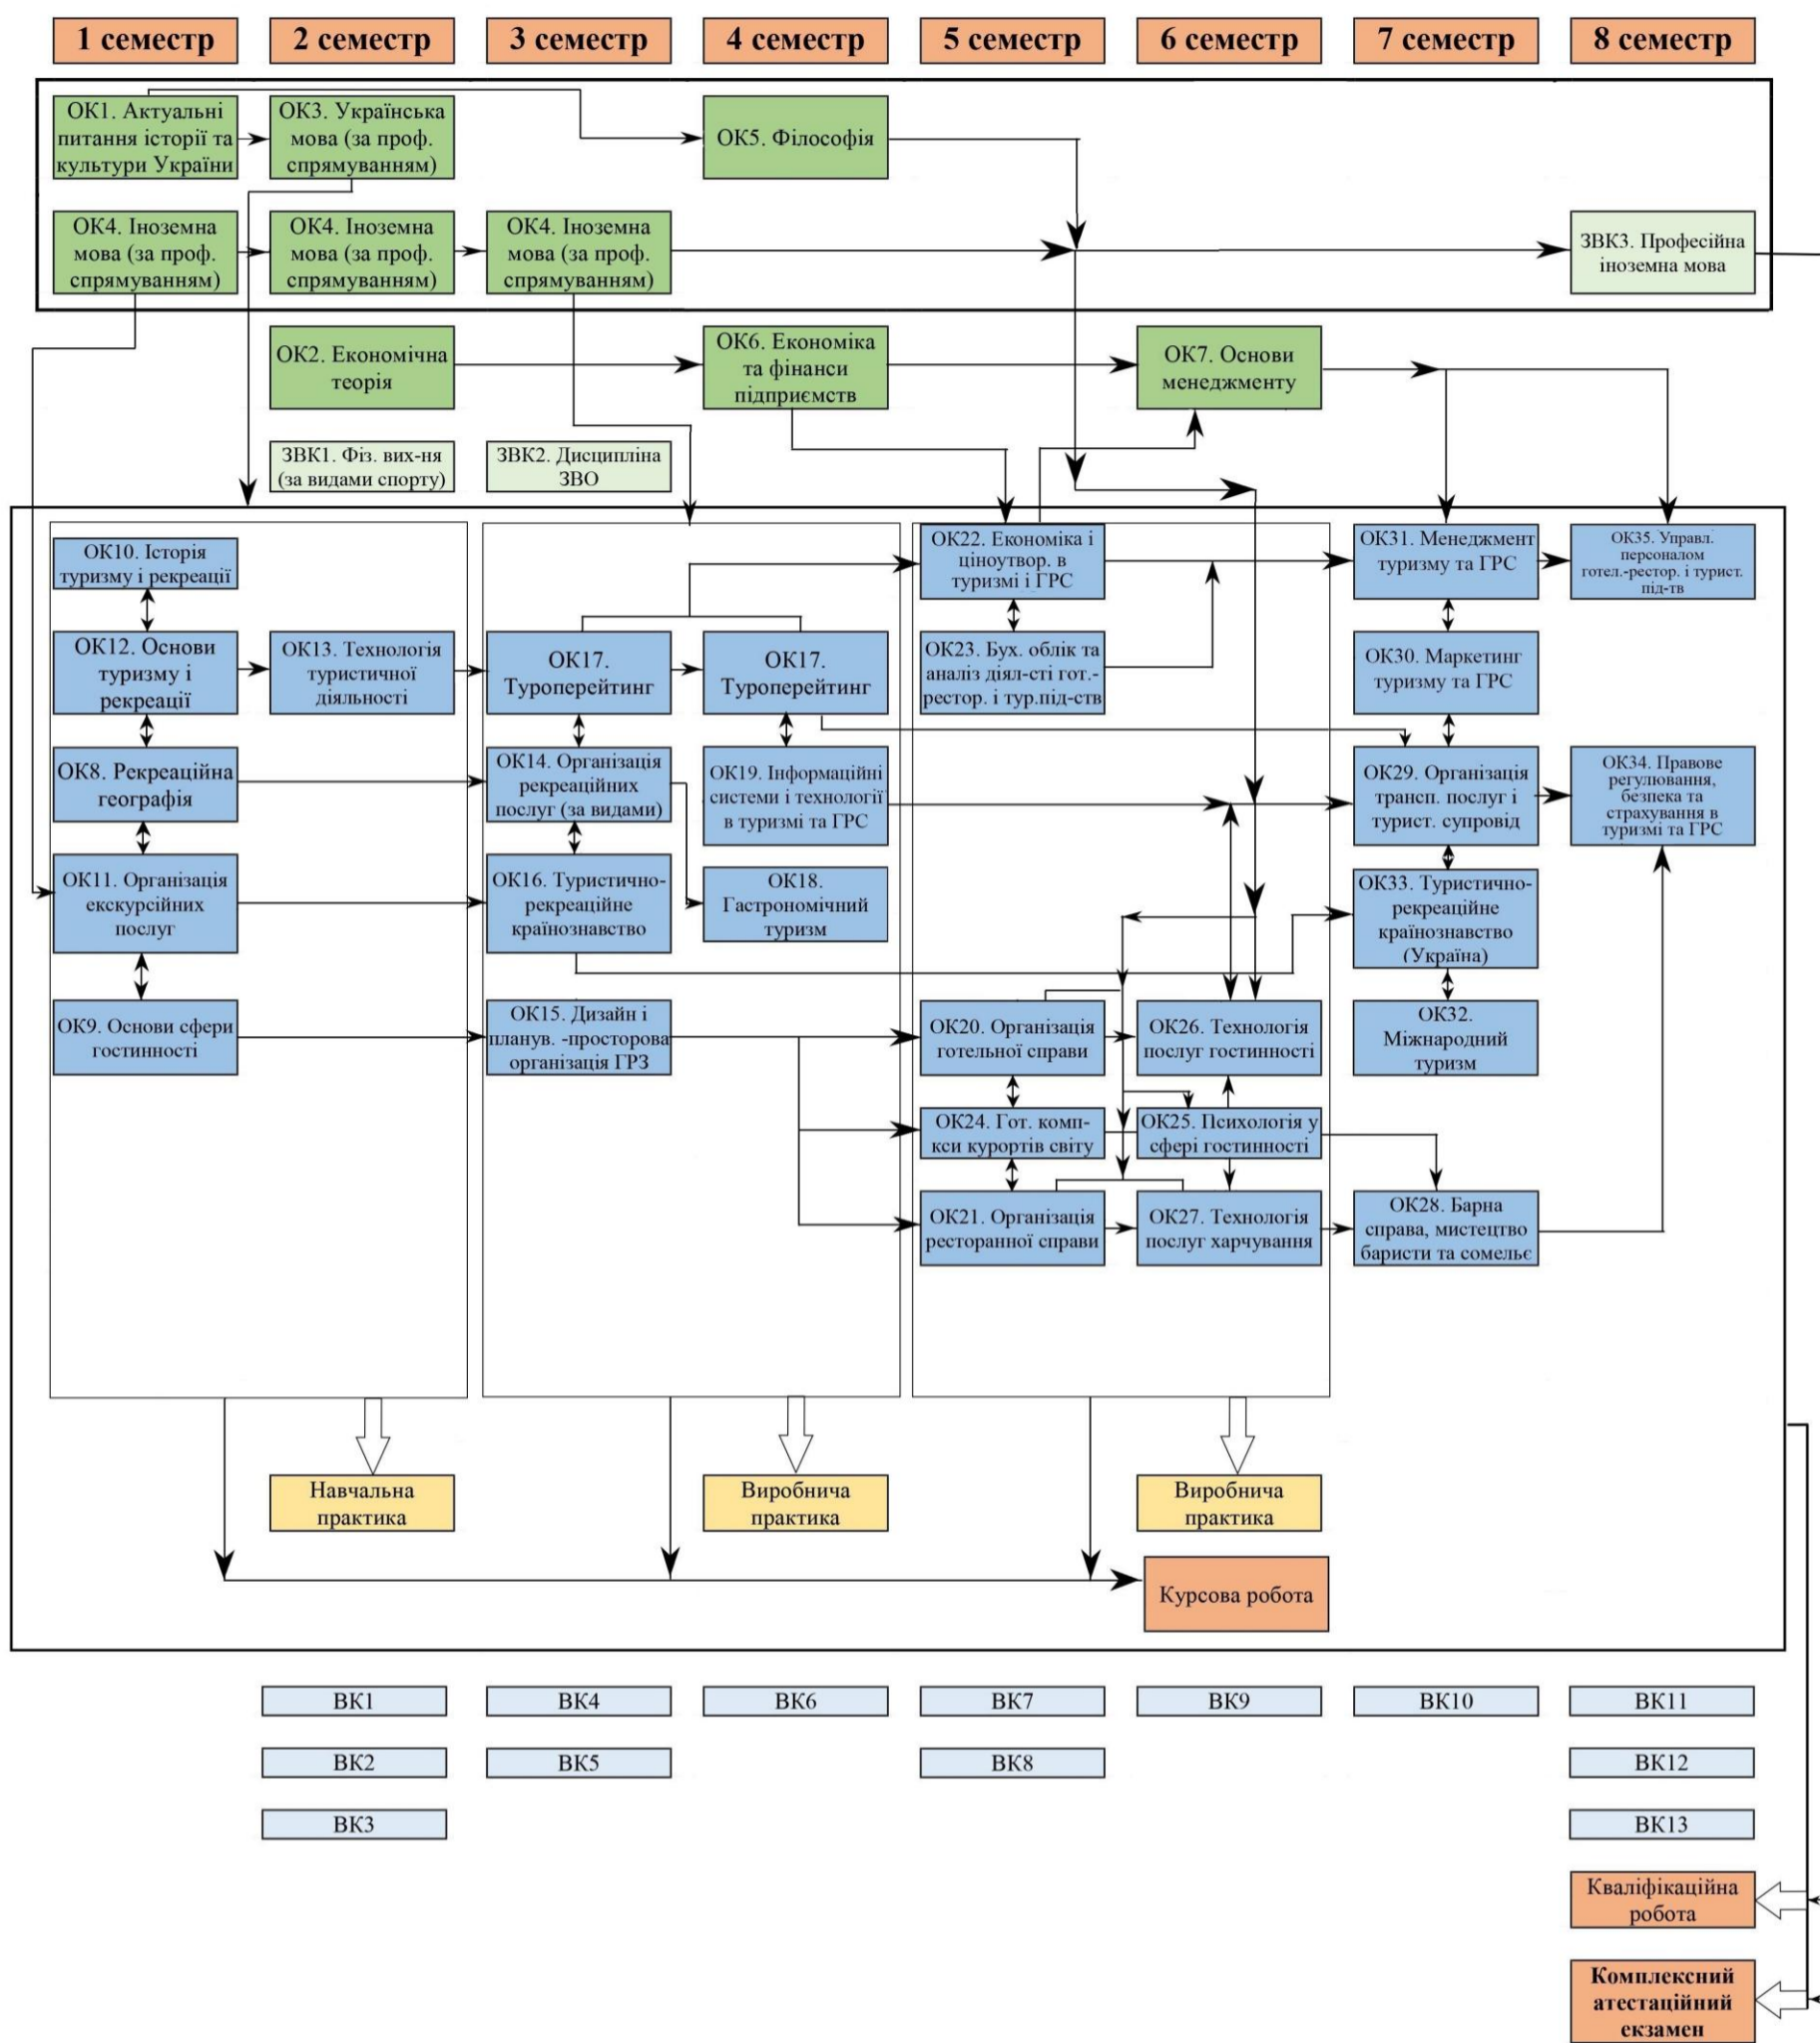 1 семестр
2 семестр
3 семестр
4 семестр
5 семестр
6 семестр
7 семестр
8 семестр
ОК1. Актуальні
питання історії та
культури України
ОК3. Українська
мова (за проф.
спрямуванням)
ОК5. Філософія
ОК4. Іноземна
мова (за проф.
спрямуванням)
ОК4. Іноземна
мова (за проф.
спрямуванням)
ОК4. Іноземна
мова (за проф.
спрямуванням)
ЗВК3. Професійна
іноземна мова
ОК2. Економічна
теорія
ОК6. Економіка
та фінанси
підприємств
ОК7. Основи
менеджменту
ЗВК1. Фіз. вих-ня
(за видами спорту)
ЗВК2. Дисципліна
ЗВО
ОК10. Історія
туризму і рекреації
ОК22. Економіка і
ціноутвор. в
туризмі і ГРС
ОК31. Менеджмент
туризму та ГРС
ОК35. Управл.
персоналом
готел.-рестор. і турист.
під-тв
ОК12. Основи
туризму і
рекреації
ОК13. Технологія
туристичної
діяльності
ОК17.
Туроперейтинг
ОК17.
Туроперейтинг
ОК23. Бух. облік та
аналіз діял-сті гот.-
рестор. і тур.під-ств
ОК30. Маркетинг
туризму та ГРС
ОК8. Рекреаційна
географія
ОК14. Організація
рекреаційних
послуг (за видами)
ОК19. Інформаційні
системи і технології
в туризмі та ГРС
ОК29. Організація
трансп. послуг і
турист. супровід
ОК34. Правове
регулювання,
безпека та
страхування в
туризмі та ГРС
ОК11. Організація
екскурсійних
послуг
ОК16. Туристично-
рекреаційне
країнознавство
ОК18.
Гастрономічний
туризм
ОК33. Туристично-
рекреаційне
країнознавство
(Україна)
ОК9. Основи сфери
гостинності
ОК15. Дизайн і
планув. -просторова
організація ГРЗ
ОК20. Організація
готельної справи
ОК26. Технологія
послуг гостинності
ОК32.
Міжнародний
туризм
ОК24. Гот. комп-
кси курортів світу
ОК25. Психологія у
сфері гостинності
ОК21. Організація
ресторанної справи
ОК27. Технологія
послуг харчування
ОК28. Барна
справа, мистецтво
баристи та сомельє
Навчальна
практика
Виробнича
практика
Виробнича
практика
Курсова робота
ВК1
ВК4
ВК6
ВК7
ВК9
ВК10
ВК11
ВК2
ВК5
ВК8
ВК12
ВК3
ВК13
Кваліфікаційна
робота
Комплексний
атестаційний
екзамен